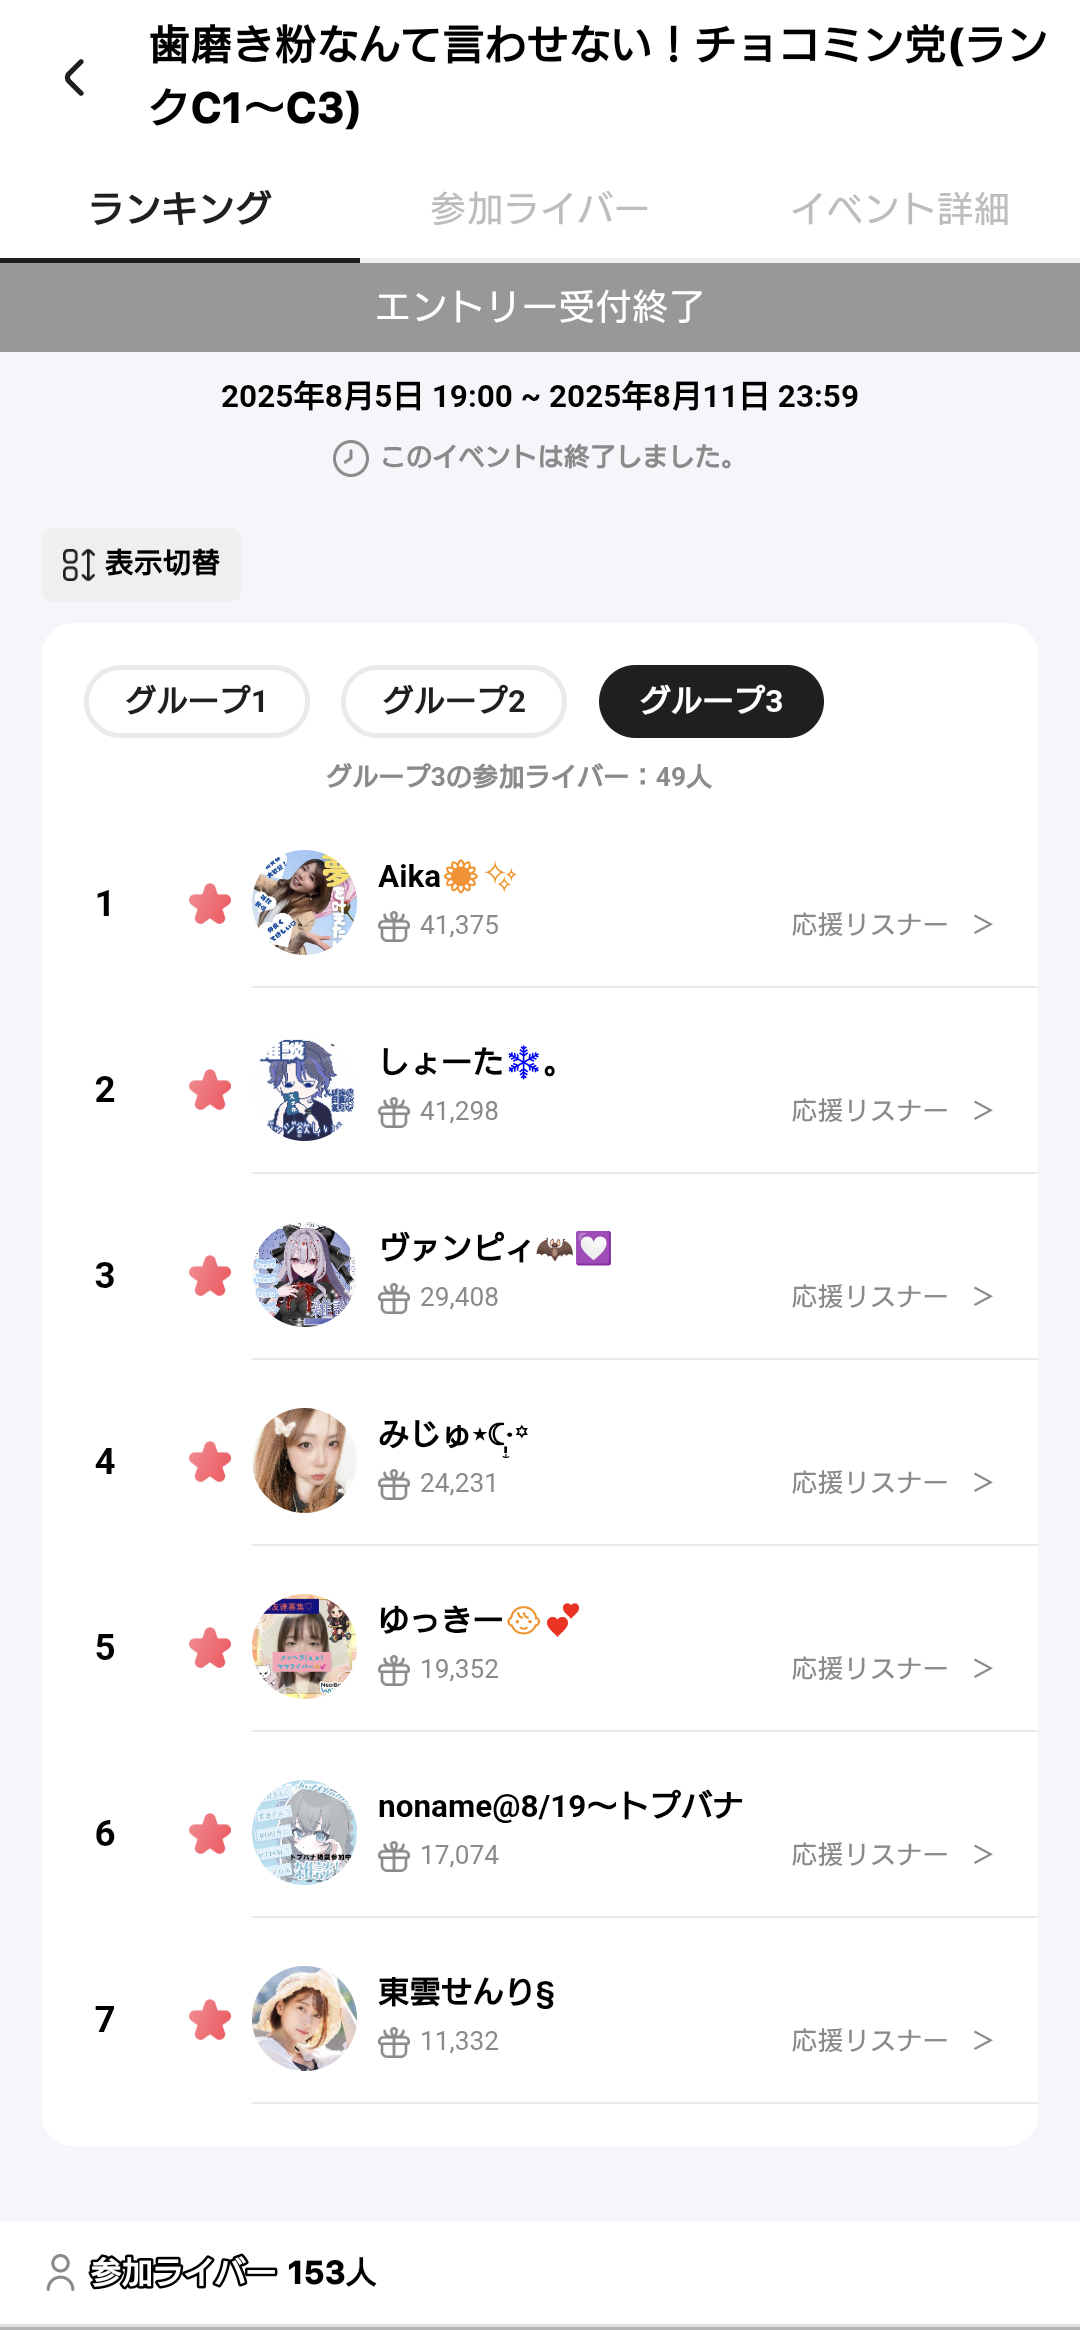 歯磨き粉なんて言わせない！チョコミン党(ラン
クC1〜C3)
ランキング 参加ライバー イベント詳細
エントリー受付終了
2025年8月5日 19:00 ~ 2025年8月11日 23:59
このイベントは終了しました。
表示切替
グループ1 グループ2 グループ3
グループ3の参加ライバー：49人
1 Aika🌼✨
41,375 応援リスナー >
2 しょーた❄。
41,298 応援リスナー >
3 ヴァンピィ🦇💟
29,408 応援リスナー >
4 みじゅ⋆☾·̩͙✡
24,231 応援リスナー >
5 ゆっきー👶💕
19,352 応援リスナー >
6 noname@8/19〜トプバナ
17,074 応援リスナー >
7 東雲せんり§
11,332 応援リスナー >
参加ライバー 153人